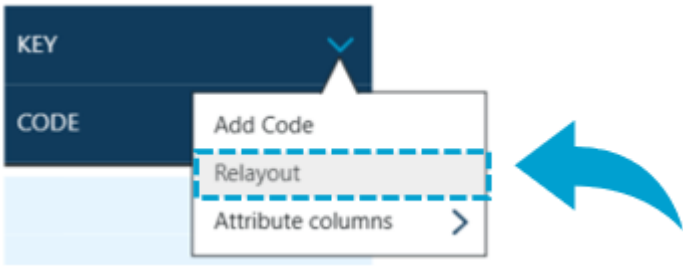 KEY
CODE
Add Code
Relayout
Attribute columns